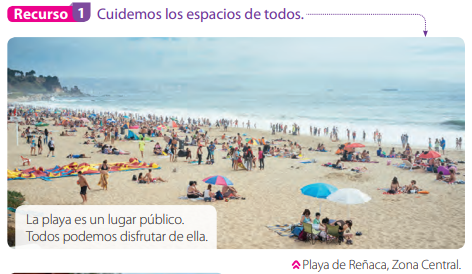 Recurso 1 Cuidemos los espacios de todos.
La playa es un lugar público.
Todos podemos disfrutar de ella.
Playa de Reñaca, Zona Central.